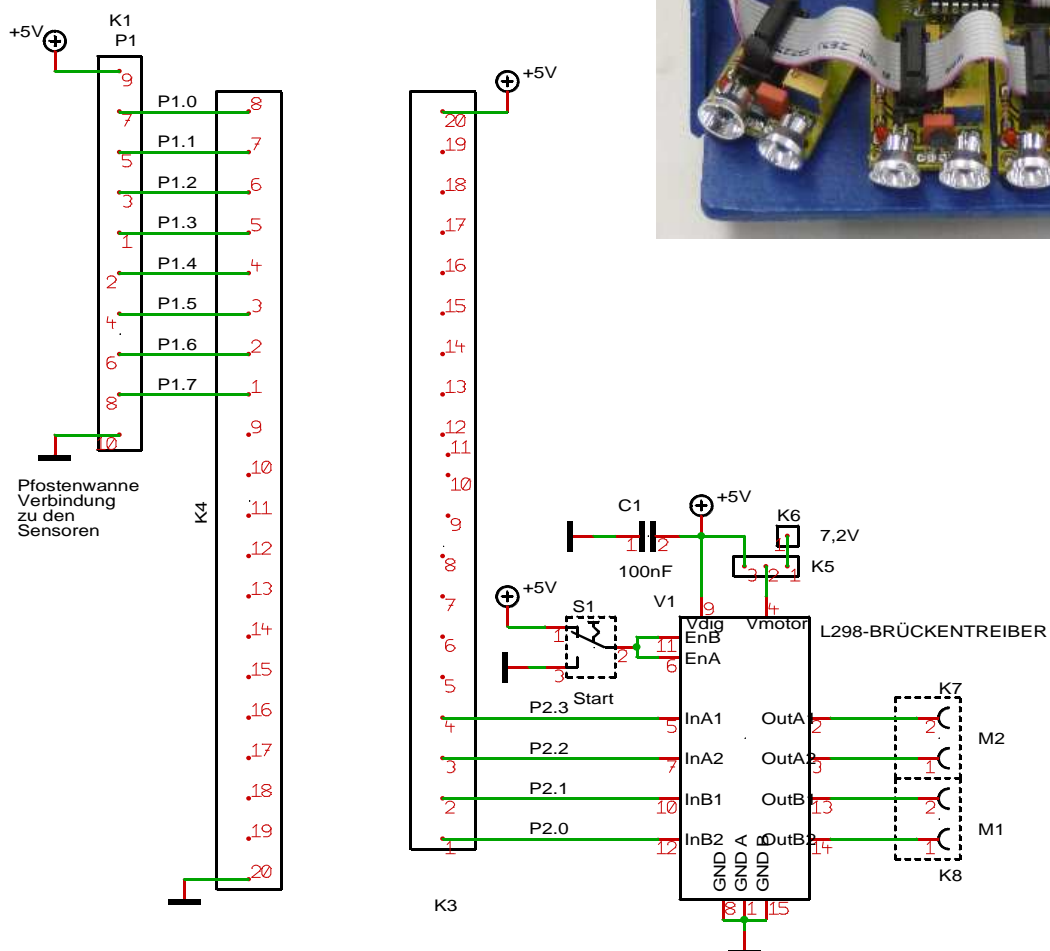 K1
P1
+5V
9
7
5
3
1
2
4
6
8
10
P1.0
P1.1
P1.2
P1.3
P1.4
P1.5
P1.6
P1.7
8
7
6
5
4
3
2
1
9
10
11
12
13
14
15
16
17
18
19
20
K4
Pfostenwanne
Verbindung
zu den
Sensoren
+5V
20
19
18
17
16
15
14
13
12
11
10
9
8
7
6
5
4
3
2
1
K3
P2.3
P2.2
P2.1
P2.0
C1
1
2
100nF
+5V
K6
1
7,2V
3
2
1
K5
+5V
S1
1
2
3
Start
V1
9
4
Vdig
Vmotor
L298-BRÜCKENTREIBER
11
EnB
6
EnA
5
InA1
OutA1
2
7
InA2
OutA2
3
10
InB1
OutB1
13
12
InB2
OutB2
14
GND
GND A
GND B
8
1
15
K7
2
1
M2
2
1
M1
K8